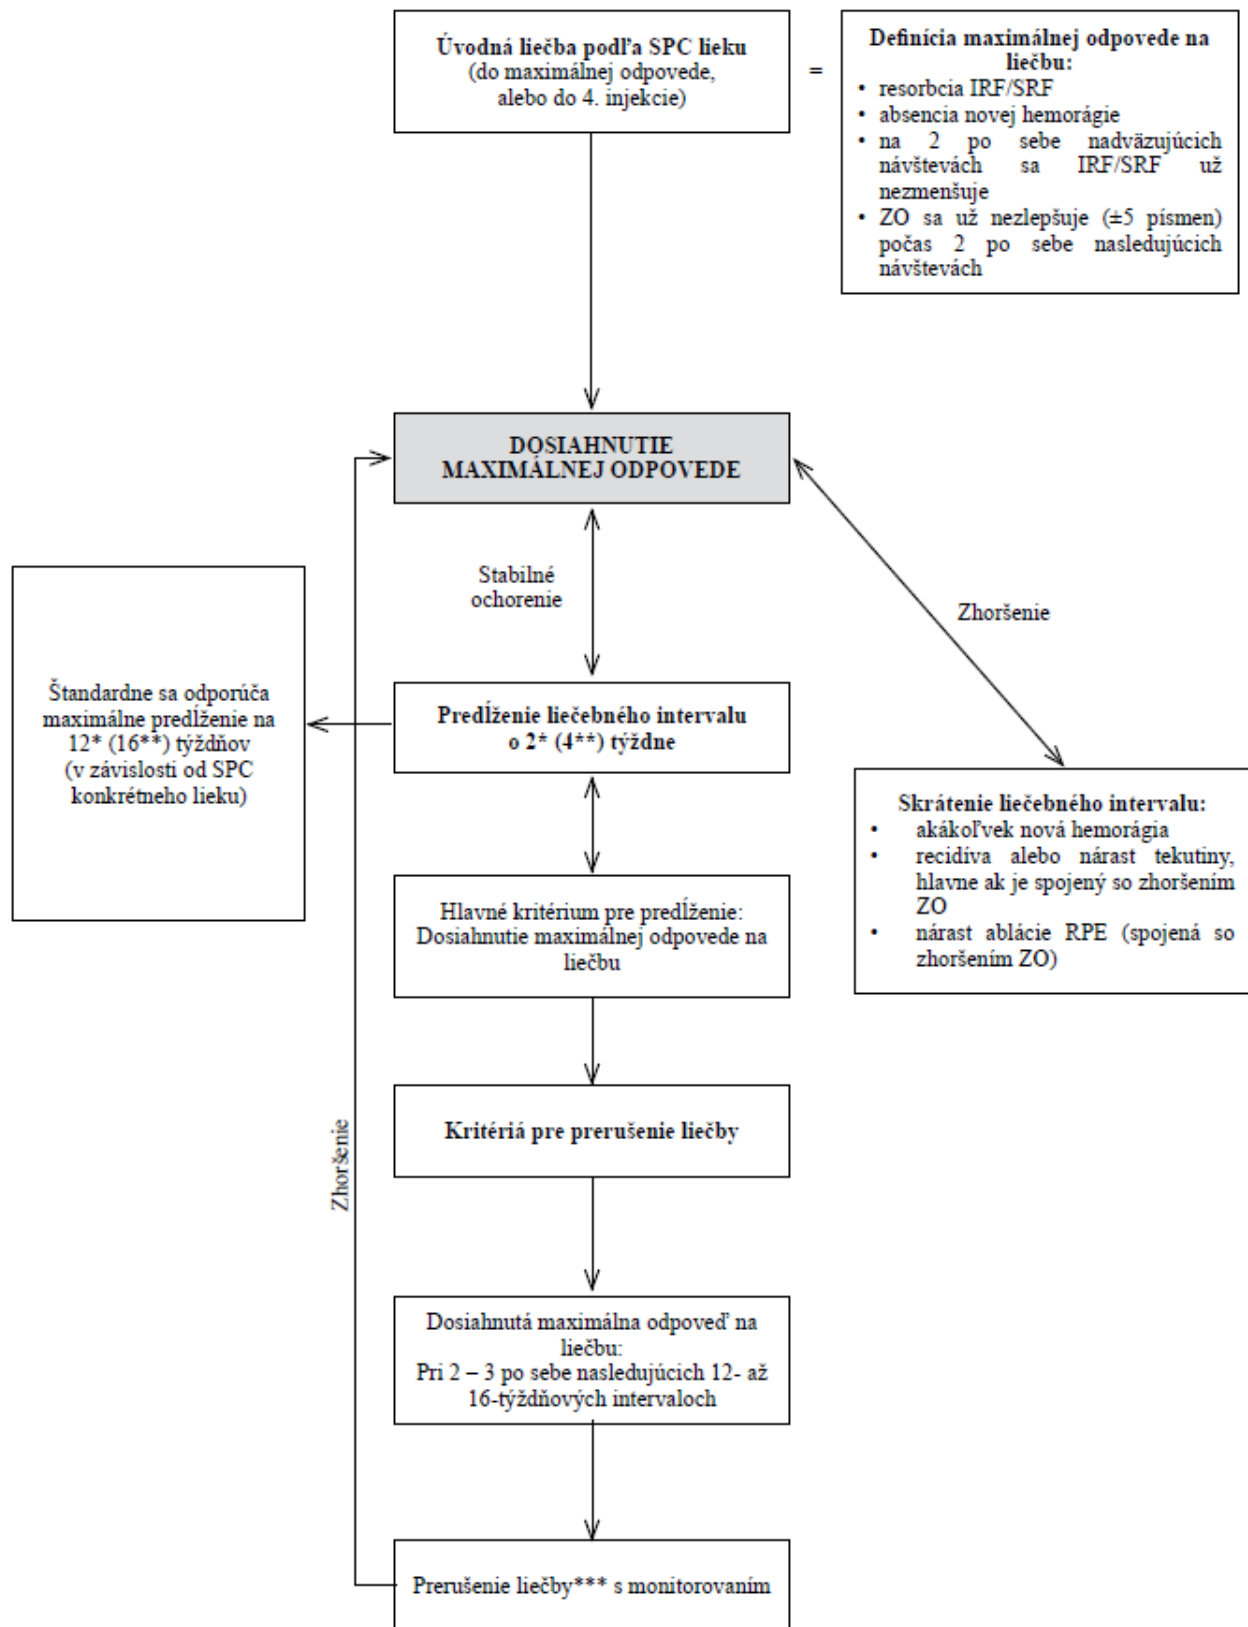 Úvodná liečba podľa SPC lieku
(do maximálnej odpovede,
alebo do 4. injekcie)
=
Definícia maximálnej odpovede na
liečbu:
• resorbcia IRF/SRF
• absencia novej hemorágie
• na 2 po sebe nadväzujúcich
návštevách sa IRF/SRF už
nezmenšuje
• ZO sa už nezlepšuje (±5 písmen)
počas 2 po sebe nasledujúcich
návštevách
DOSIAHNUTIE
MAXIMÁLNEJ ODPOVEDE
Stabilné
ochorenie
Zhoršenie
Štandardne sa odporúča
maximálne predĺženie na
12* (16**) týždňov
(v závislosti od SPC
konkrétneho lieku)
Predĺženie liečebného intervalu
o 2* (4**) týždne
Skrátenie liečebného intervalu:
• akákoľvek nová hemorágia
• recidíva alebo nárast tekutiny,
hlavne ak je spojený so zhoršením
ZO
• nárast ablácie RPE (spojená so
zhoršením ZO)
Hlavné kritérium pre predĺženie:
Dosiahnutie maximálnej odpovede na
liečbu
Kritériá pre prerušenie liečby
Zhoršenie
Dosiahnutá maximálna odpoveď na
liečbu:
Pri 2 – 3 po sebe nasledujúcich 12- až
16-týždňových intervaloch
Prerušenie liečby*** s monitorovaním